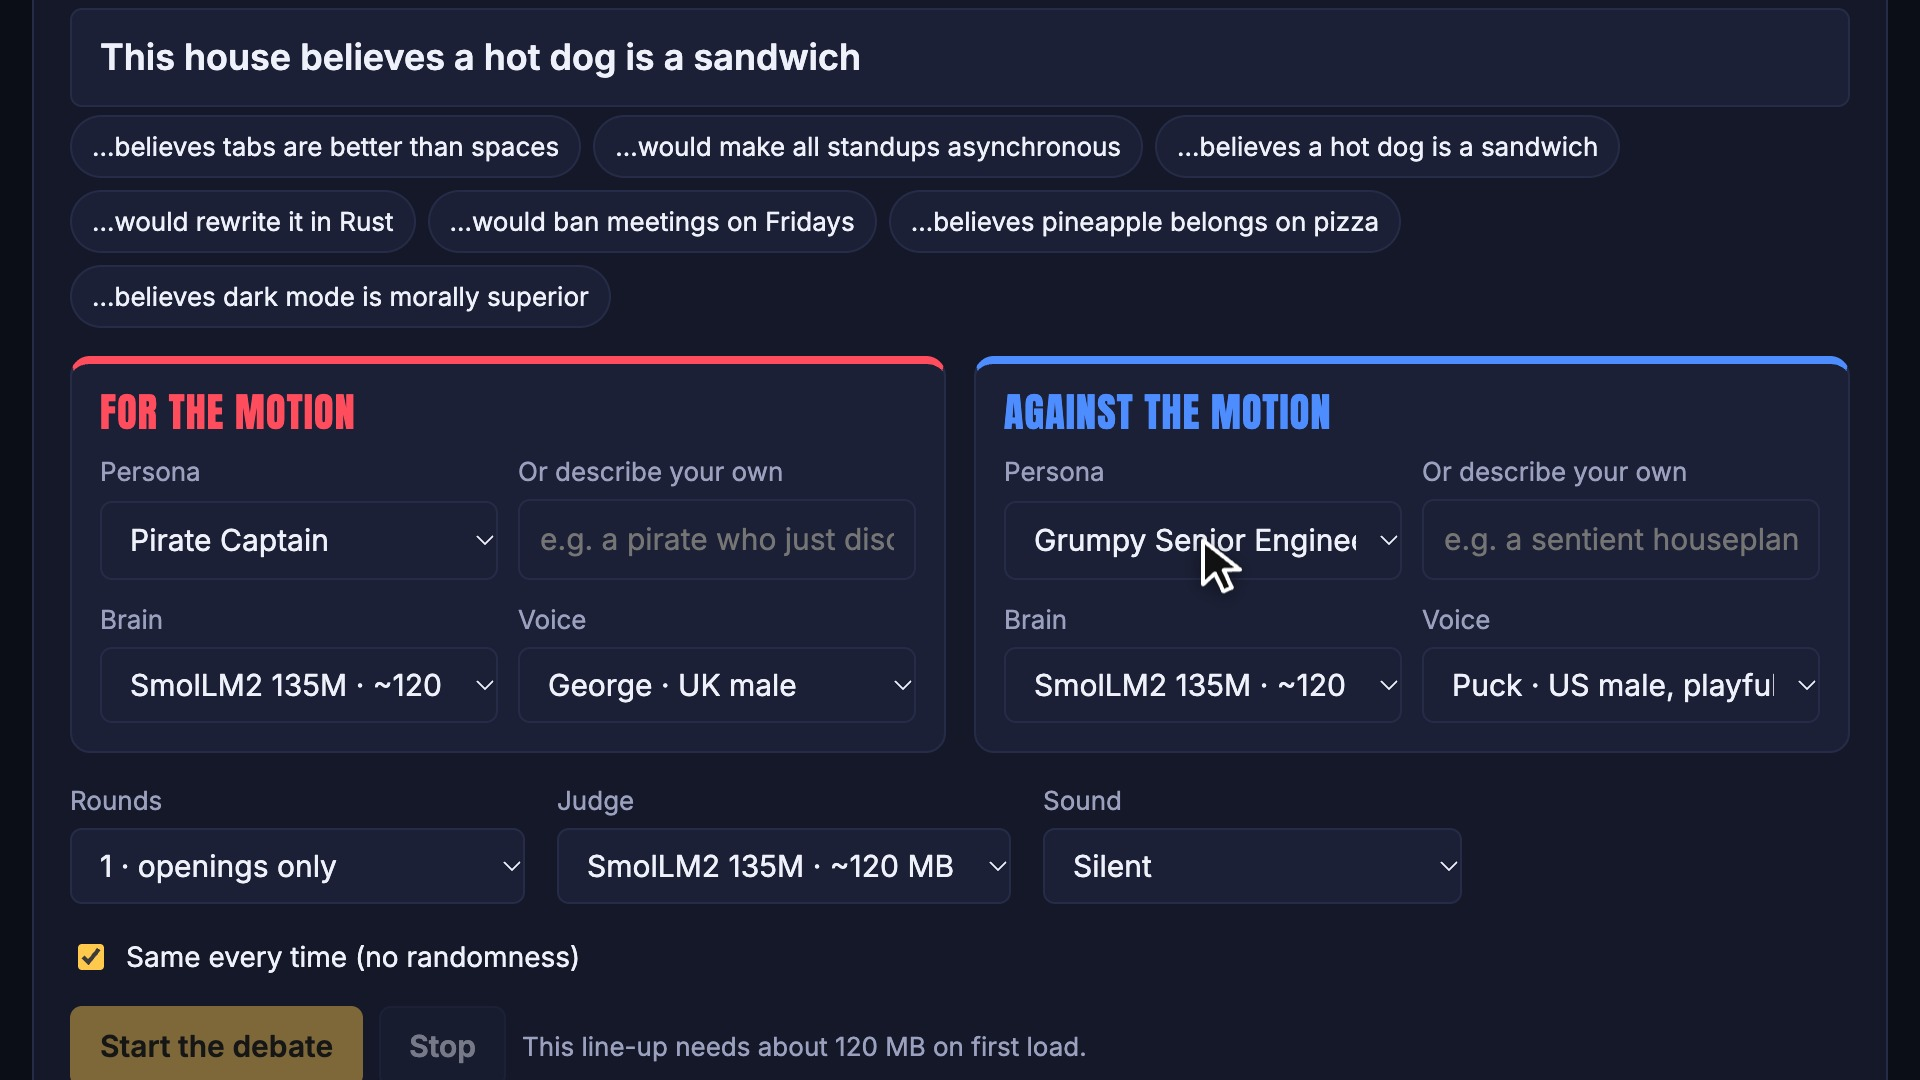 This house believes a hot dog is a sandwich
...believes tabs are better than spaces
...would make all standups asynchronous
...believes a hot dog is a sandwich
...would rewrite it in Rust
...would ban meetings on Fridays
...believes pineapple belongs on pizza
...believes dark mode is morally superior
FOR THE MOTION
Persona
Or describe your own
Pirate Captain
e.g. a pirate who just disc
Brain
Voice
SmolLM2 135M · ~120
George · UK male
AGAINST THE MOTION
Persona
Or describe your own
Grumpy Senior Enginee
e.g. a sentient houseplan
Brain
Voice
SmolLM2 135M · ~120
Puck · US male, playful
Rounds
Judge
Sound
1 · openings only
SmolLM2 135M · ~120 MB
Silent
Same every time (no randomness)
Start the debate
Stop
This line-up needs about 120 MB on first load.